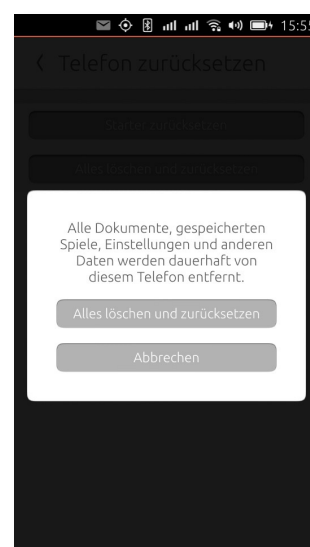 15:55
Telefon zurücksetzen
Starter zurücksetzen
Alles löschen und zurücksetzen
Alle Dokumente, gespeicherten
Spiele, Einstellungen und anderen
Daten werden dauerhaft von
diesem Telefon entfernt.
Alles löschen und zurücksetzen
Abbrechen